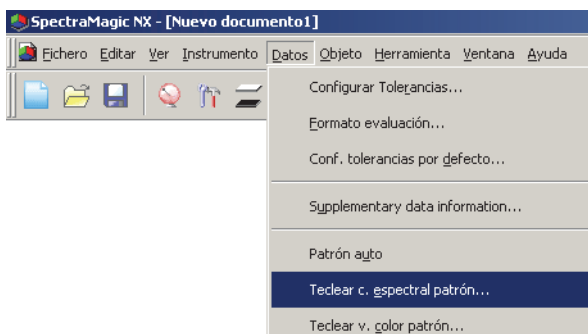 SpectraMagic NX - [Nuevo documento1]
Fichero Editar Ver Instrumento Datos Objeto Herramienta Ventana Ayuda
Configurar Tolerancias...
Formato evaluación...
Conf. tolerancias por defecto...
Supplementary data information...
Patrón auto
Teclear c. espectral patrón...
Teclear v. color patrón...